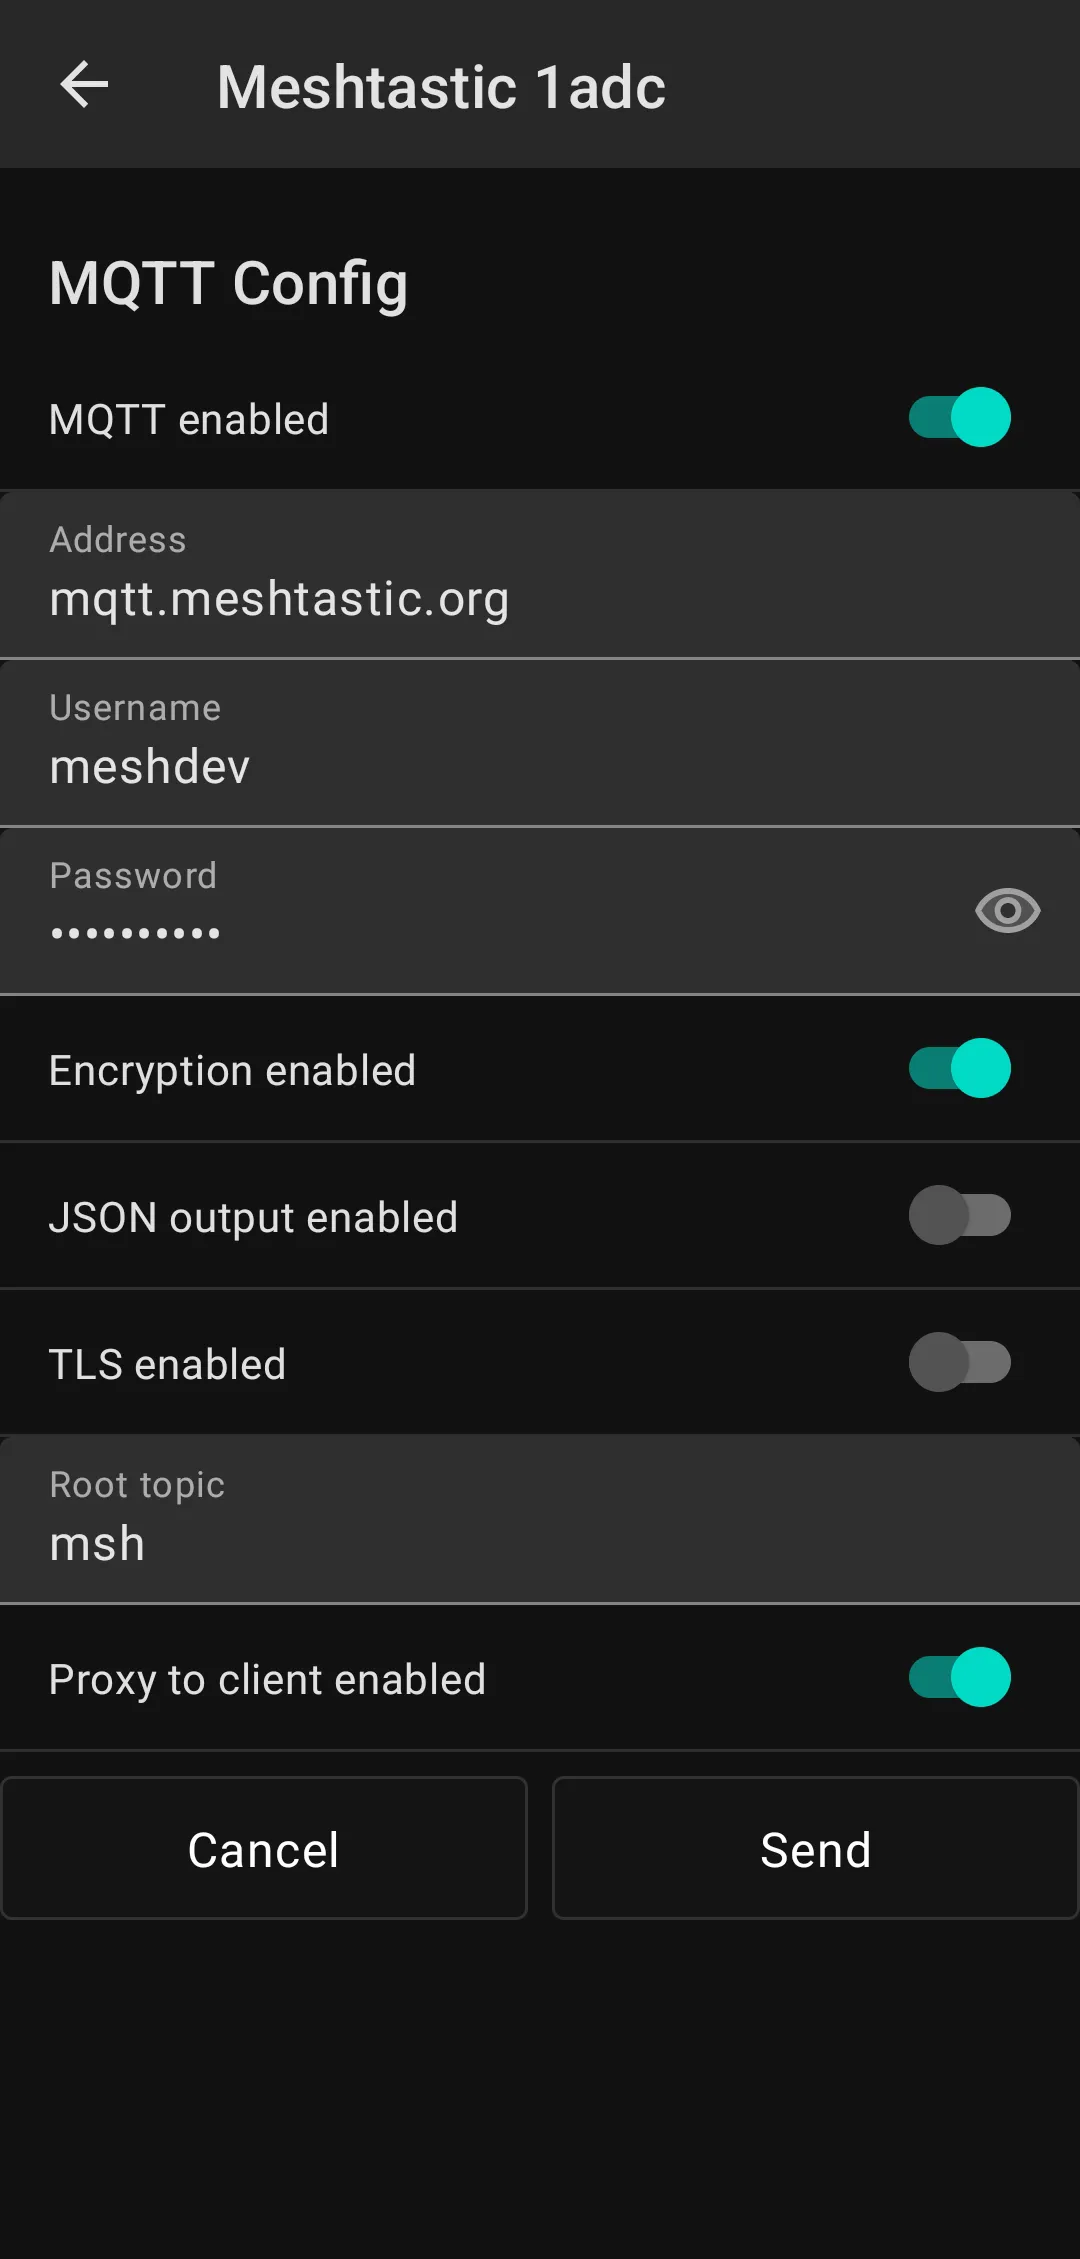 Meshtastic 1adc
MQTT Config
MQTT enabled
Address
mqtt.meshtastic.org
Username
meshdev
Password
••••••••••
Encryption enabled
JSON output enabled
TLS enabled
Root topic
msh
Proxy to client enabled
Cancel
Send